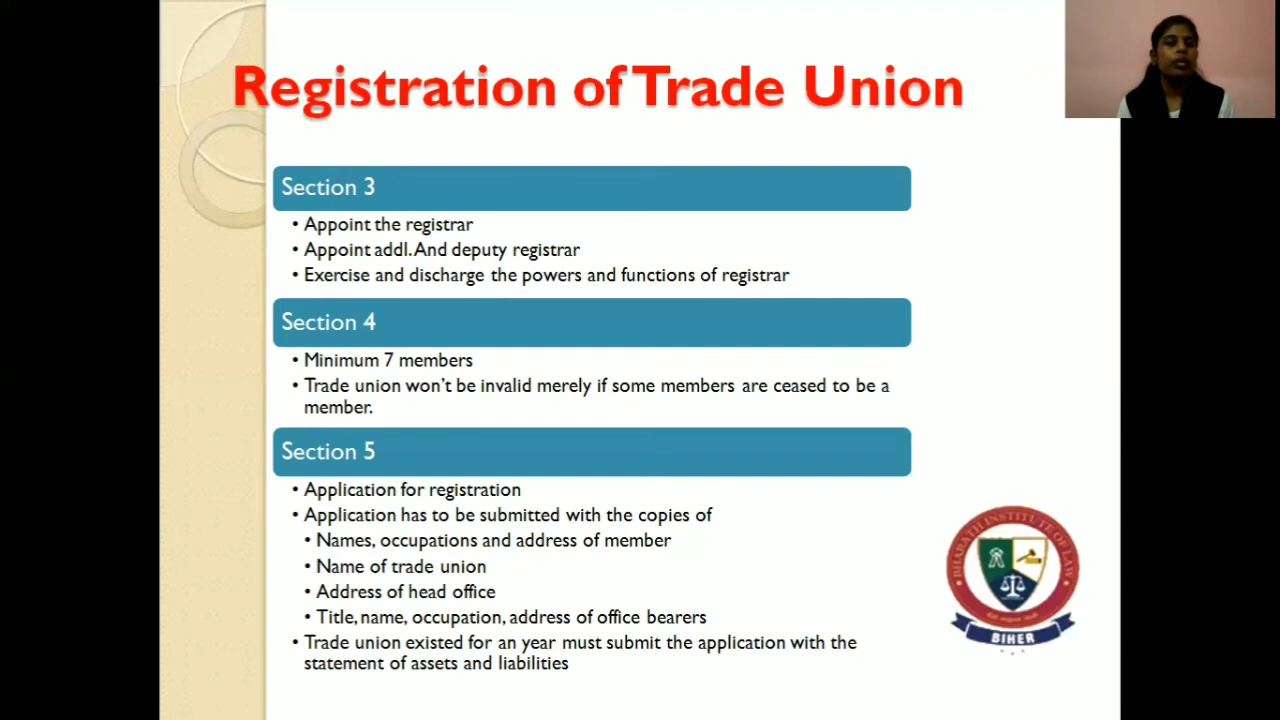 Registration of Trade Union
Section 3
• Appoint the registrar
• Appoint addl. And deputy registrar
• Exercise and discharge the powers and functions of registrar
Section 4
• Minimum 7 members
• Trade union won't be invalid merely if some members are ceased to be a
member.
Section 5
• Application for registration
• Application has to be submitted with the copies of
• Names, occupations and address of member
• Name of trade union
• Address of head office
• Title, name, occupation, address of office bearers
• Trade union existed for an year must submit the application with the
statement of assets and liabilities
BHARATH INSTITUTE OF LAW
BIHER